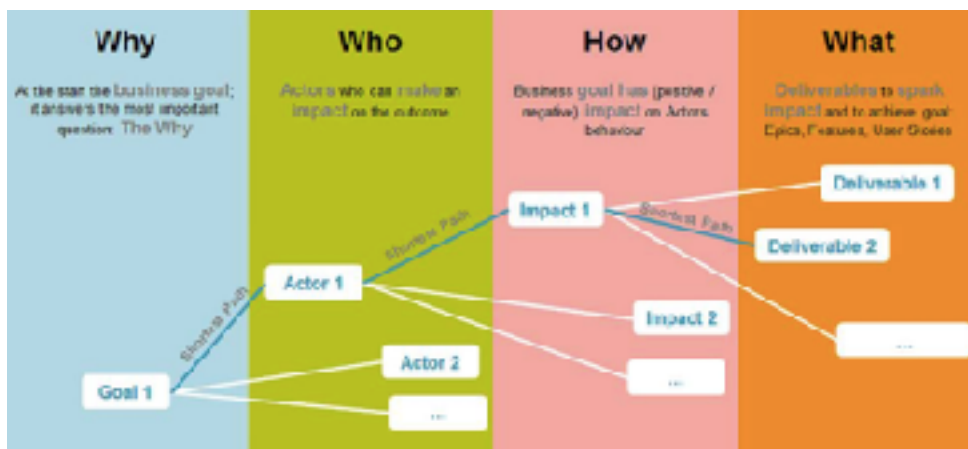 Why
At the start the business goal;
it answers the most important
question: The Why
Who
Actors who can make an
impact on the outcome
How
Business goal has (positive /
negative) Impact on Actors
behaviour
What
Deliverables to spark
impact and to achieve goal:
Epics, Features, User Stories
Goal 1
Shortest Path
Actor 1
Actor 2
...
Shortest Path
Impact 1
Impact 2
...
Shortest Path
Deliverable 1
Deliverable 2
...